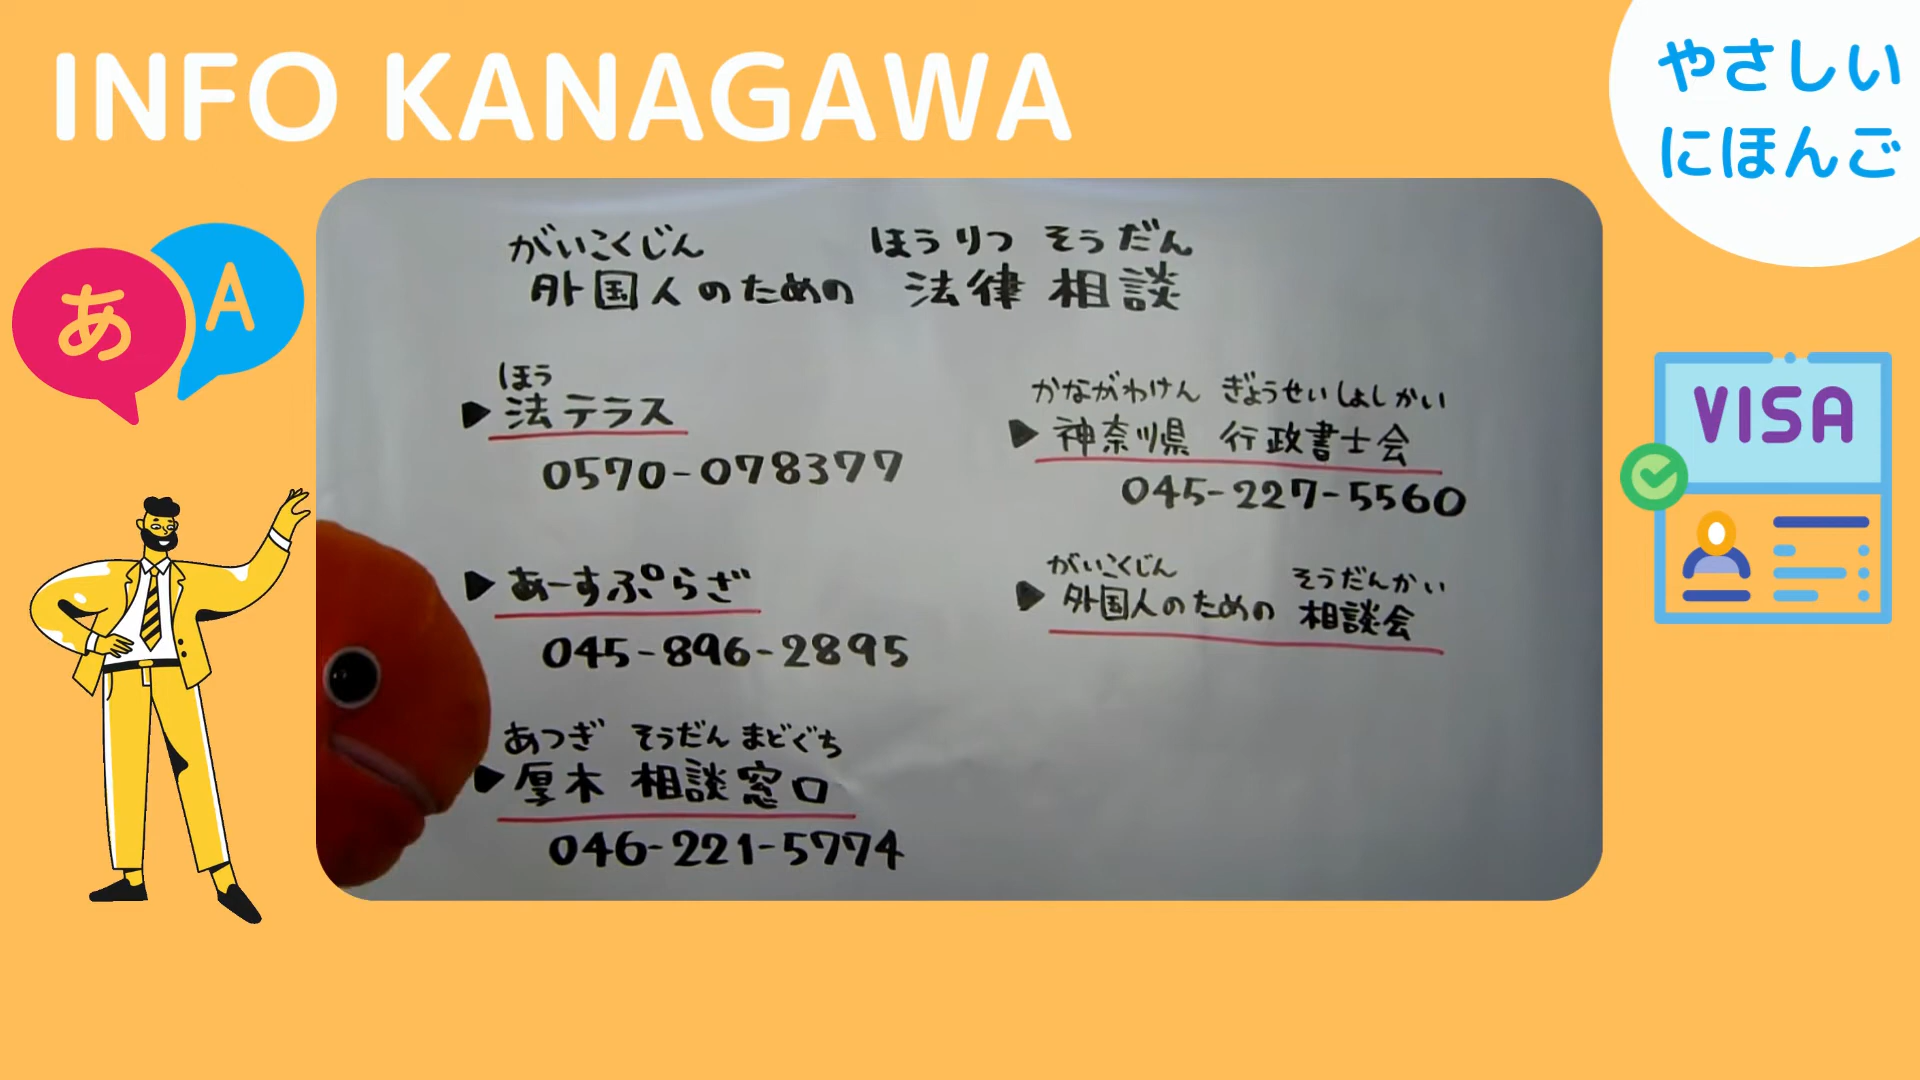 INFO KANAGAWA
やさしい
にほんご
あ A
がいこくじん ほうりつ そうだん
外国人のための 法律 相談
ほう
▶法テラス
0570-078377
▶あーすぷらざ
045-896-2895
あつぎ そうだん まどぐち
▶厚木 相談窓口
046-221-5774
かながわけん ぎょうせいしょしかい
▶神奈川県 行政書士会
045-227-5560
がいこくじん そうだんかい
▶外国人のための 相談会
VISA